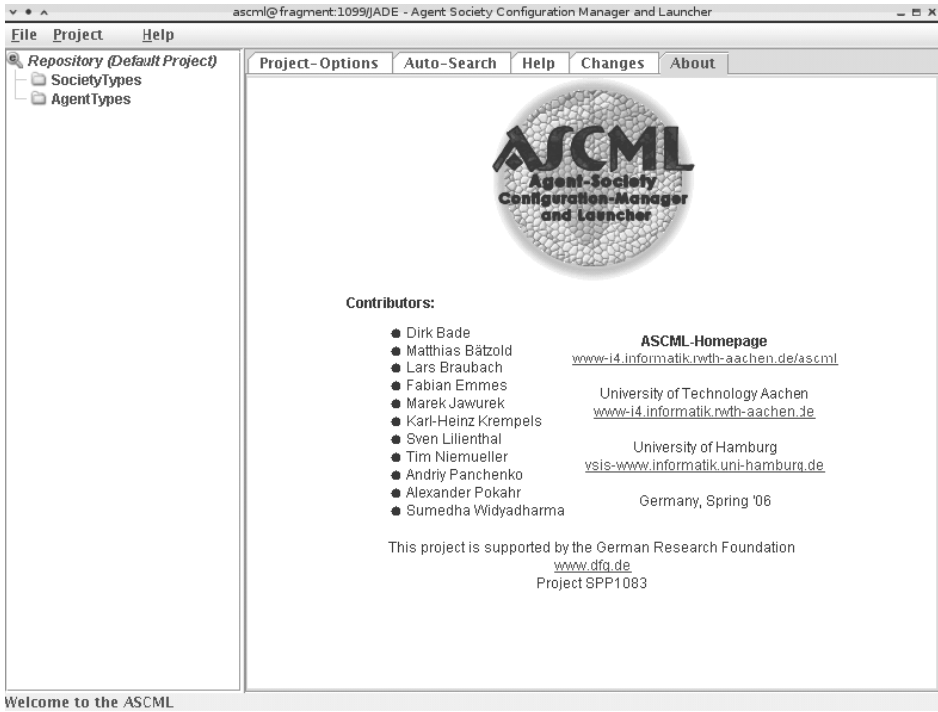 ascml@fragment:1099/JADE - Agent Society Configuration Manager and Launcher
File Project Help
Repository (Default Project)
SocietyTypes
AgentTypes
Project-Options Auto-Search Help Changes About
ASCML
Agent-Society
Configuration-Manager
and Launcher
Contributors:
Dirk Bade
Matthias Bätzold
Lars Braubach
Fabian Emmes
Marek Jawurek
Karl-Heinz Krempels
Sven Lilienthal
Tim Niemueller
Andriy Panchenko
Alexander Pokahr
Sumedha Widyadharma
ASCML-Homepage
www-i4.informatik.rwth-aachen.de/ascml
University of Technology Aachen
www-i4.informatik.rwth-aachen.de
University of Hamburg
vsis-www.informatik.uni-hamburg.de
Germany, Spring '06
This project is supported by the German Research Foundation
www.dfg.de
Project SPP1083
Welcome to the ASCML